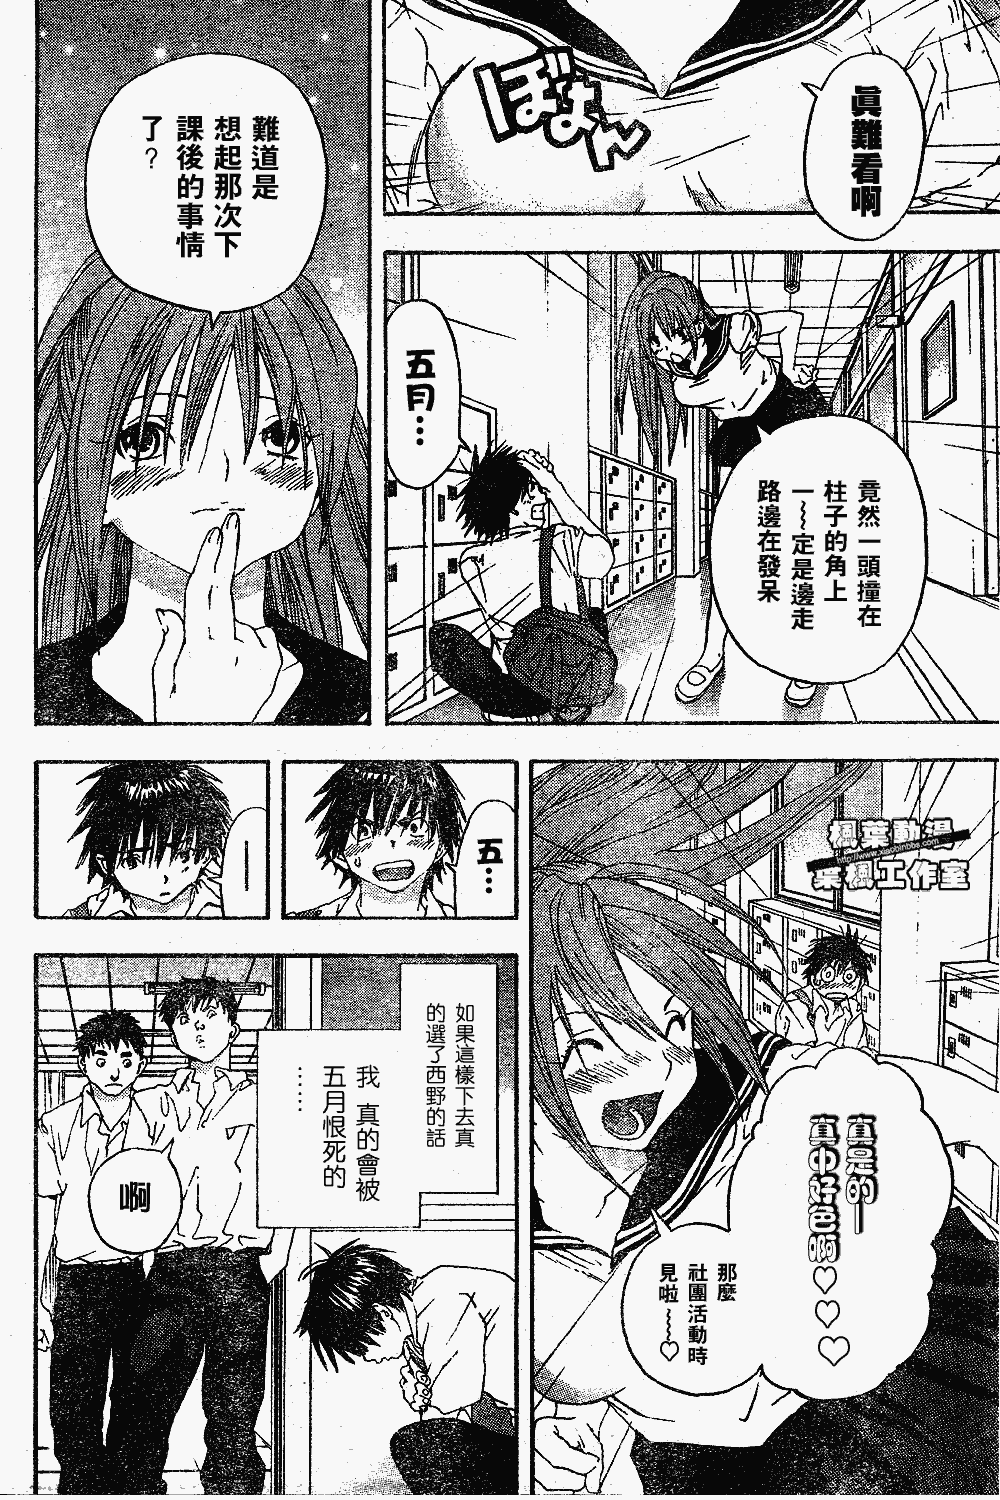 真難看啊
ぼよん
五月…
竟然一頭撞在
柱子的角上
一～～定是邊走
路邊在發呆
難道是
想起那次下
課後的事情
了？
楓葉動漫
http://www.kaedenbbs.com
葉楓工作室
真是的—
真中好色啊♡♡♡
那麼
社團活動時
見啦～～♡
五…
—
如果這樣下去真
的選了西野的話
我 真的會被
五月恨死的
……
啊